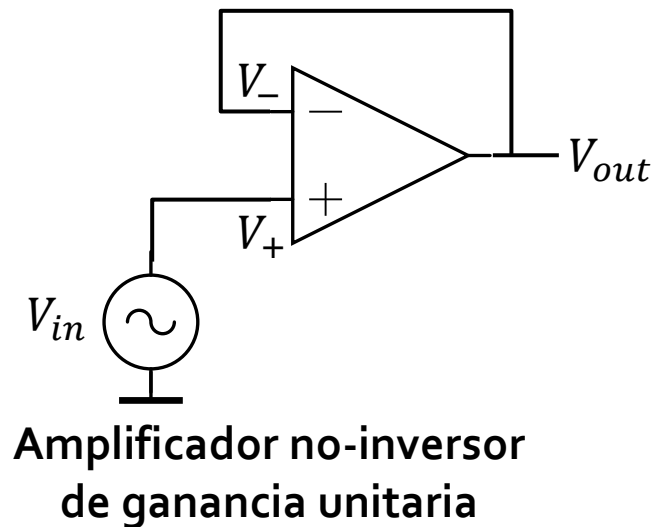 V₋
−
V_out
+
V₊
V_in
Amplificador no-inversor
de ganancia unitaria